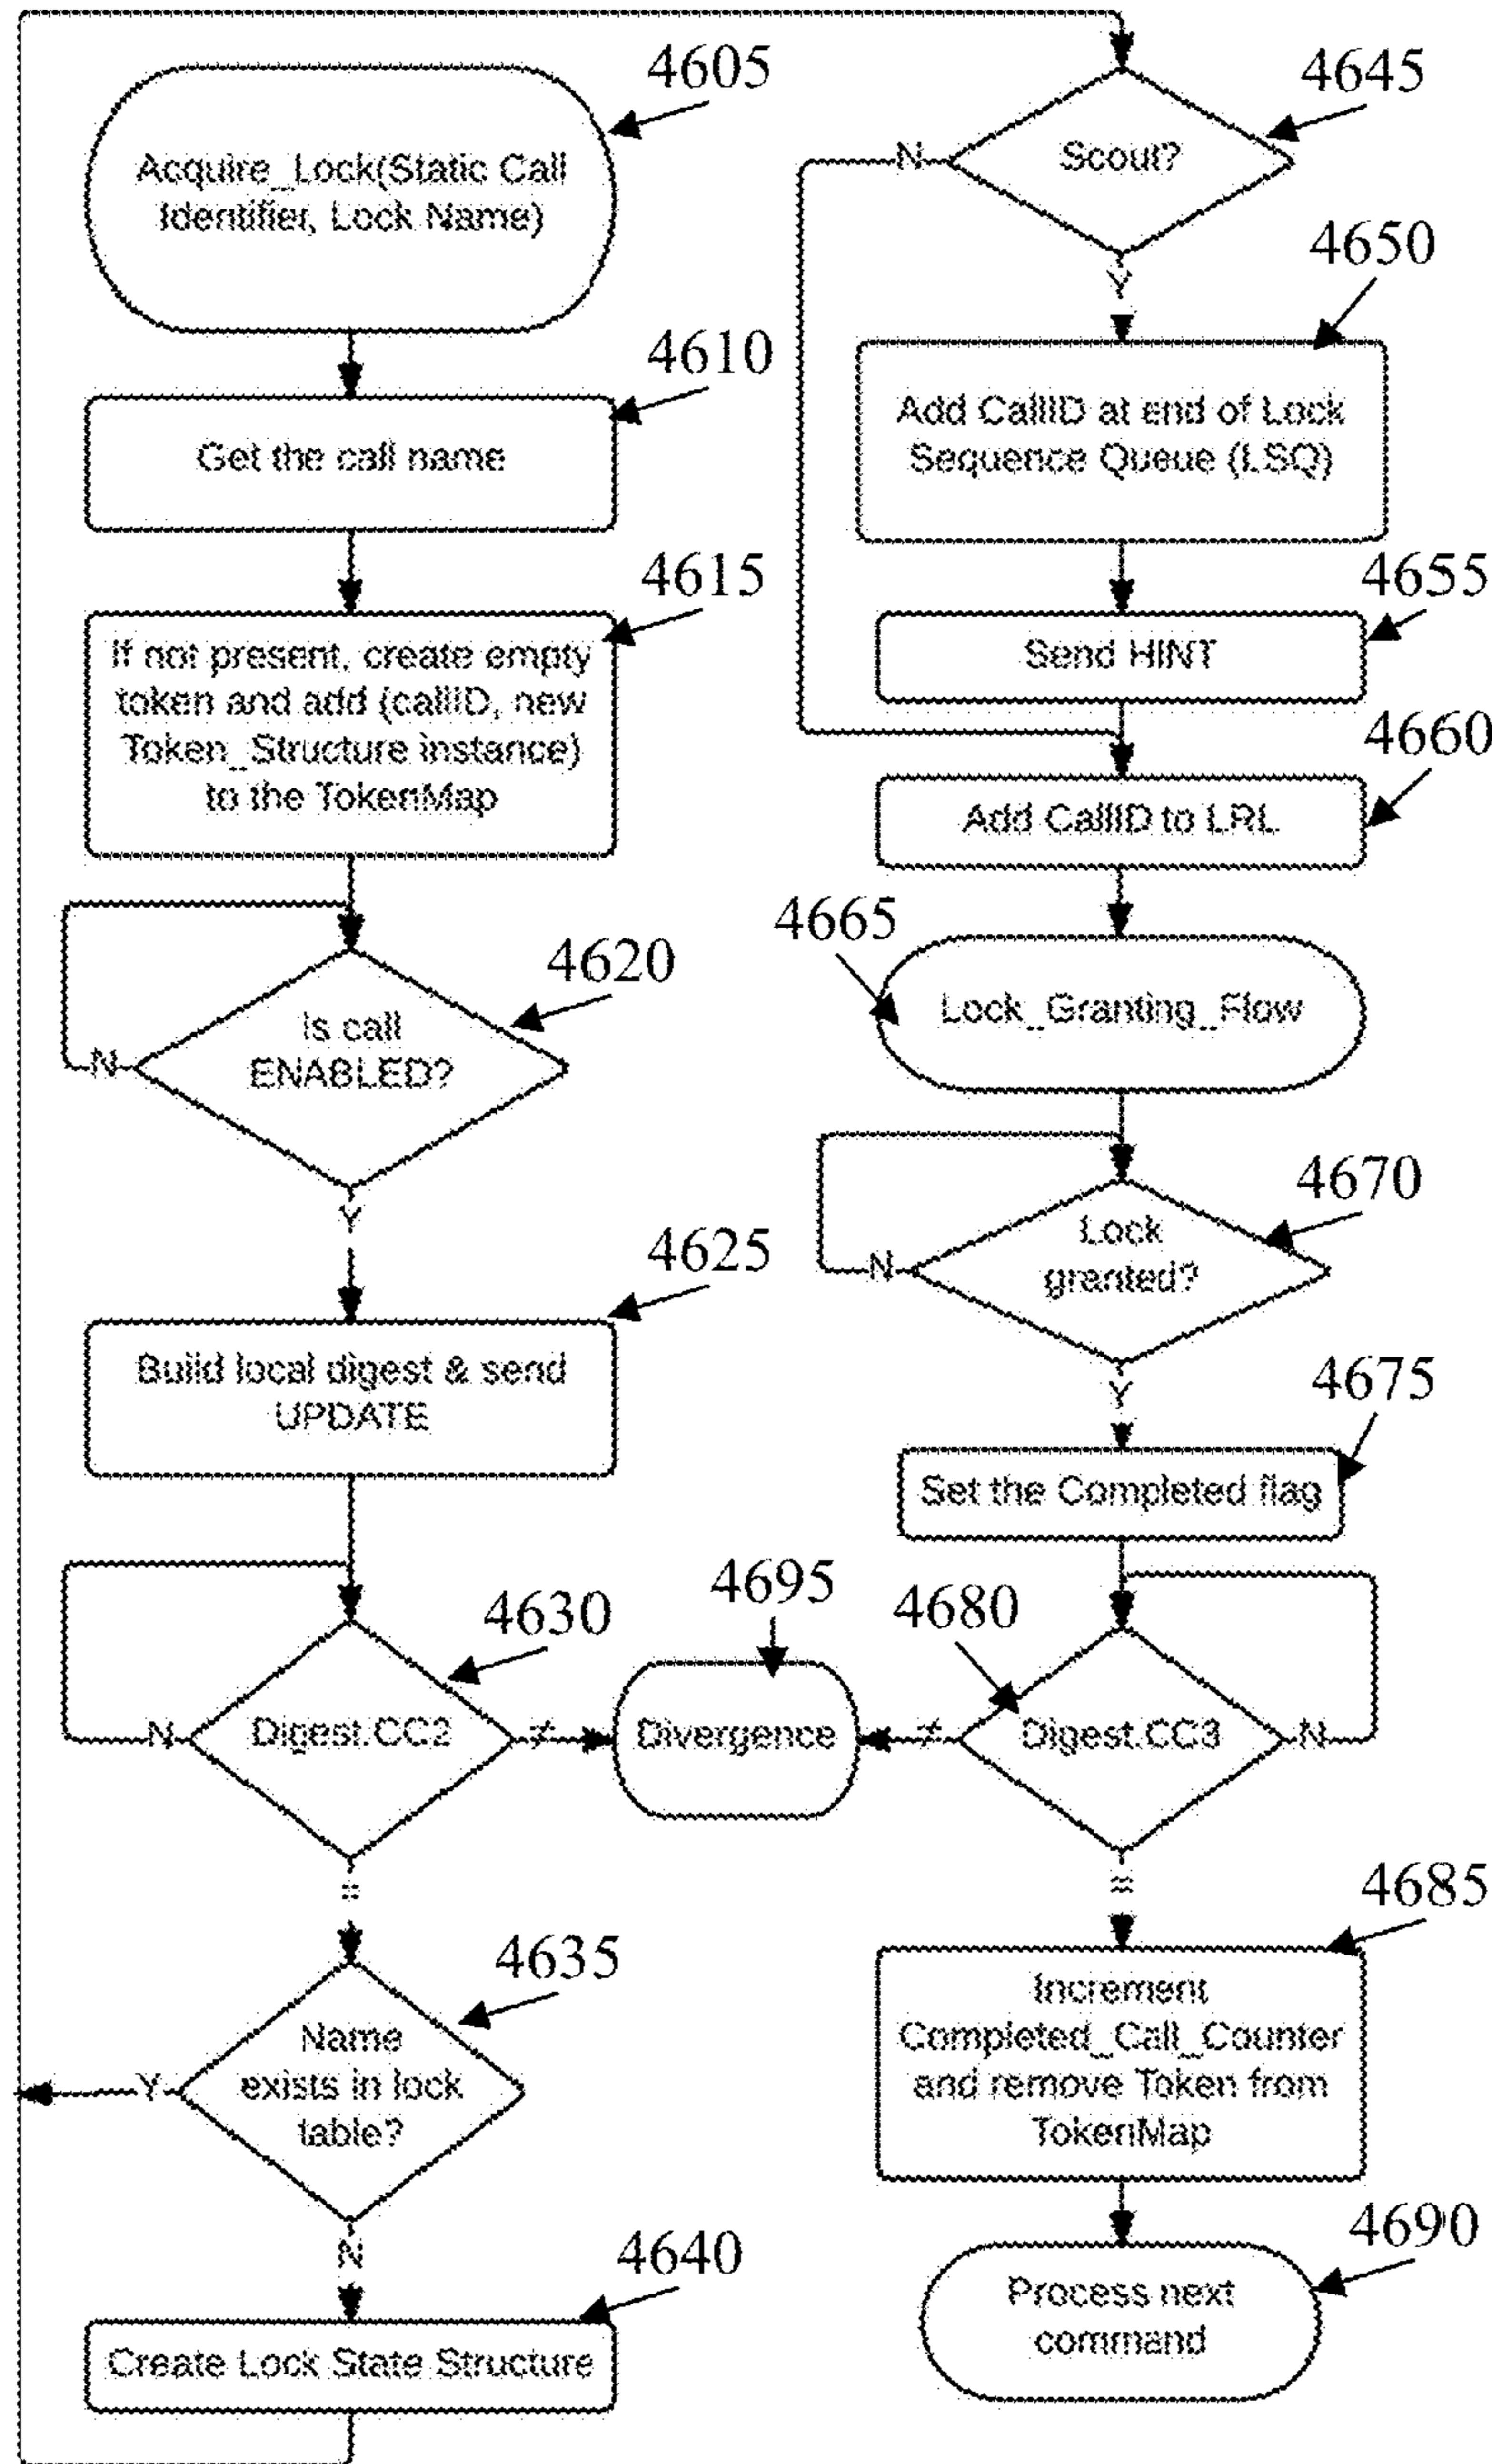 4605
Acquire_Lock(Static Call
Identifier, Lock Name)
4610
Get the call name
4615
If not present, create empty
token and add (callID, new
Token_Structure instance)
to the TokenMap
4620
Is call
ENABLED?
N
Y
4625
Build local digest & send
UPDATE
4630
Digest.CC2
N
≠
=
4635
Name
exists in lock
table?
Y
N
4640
Create Lock State Structure
4645
Scout?
N
Y
4650
Add CallID at end of Lock
Sequence Queue (LSQ)
4655
Send HINT
4660
Add CallID to LRL
4665
Lock_Granting_Flow
4670
Lock
granted?
N
Y
4675
Set the Completed flag
4695
Divergence
4680
Digest.CC3
≠
N
=
4685
Increment
Completed_Call_Counter
and remove Token from
TokenMap
4690
Process next
command